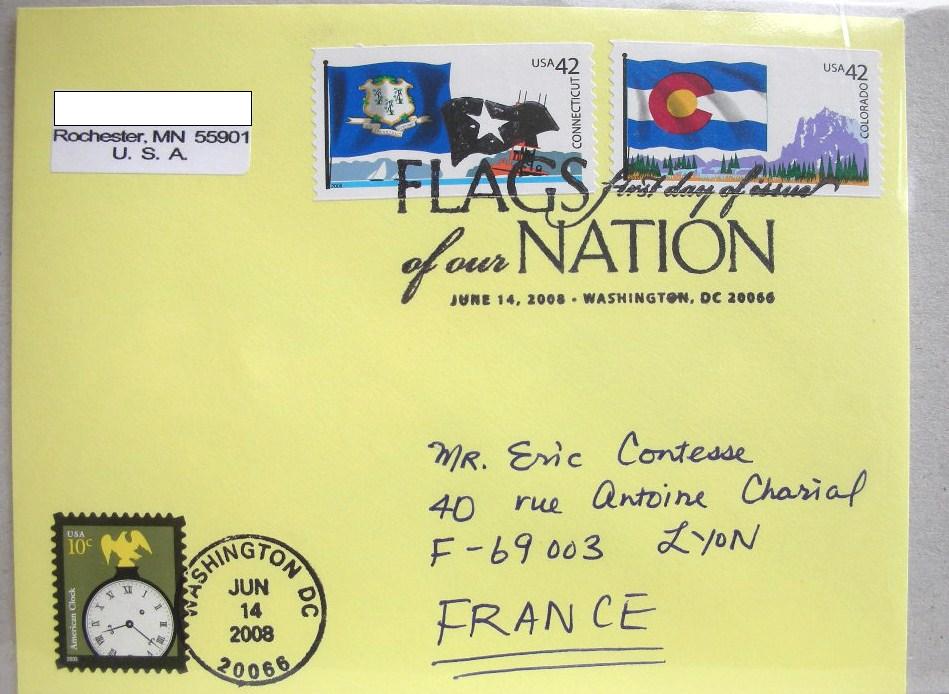 Rochester, MN 55901
U. S. A.
USA 42
CONNECTICUT
2008
USA 42
COLORADO
FLAGS first day of issue
of our NATION
JUNE 14, 2008 • WASHINGTON, DC 20066
MR. Eric Contesse
40 rue Antoine Charial
F-69003 LYON
FRANCE
USA
10c
American Clock
WASHINGTON DC
JUN
14
2008
20066